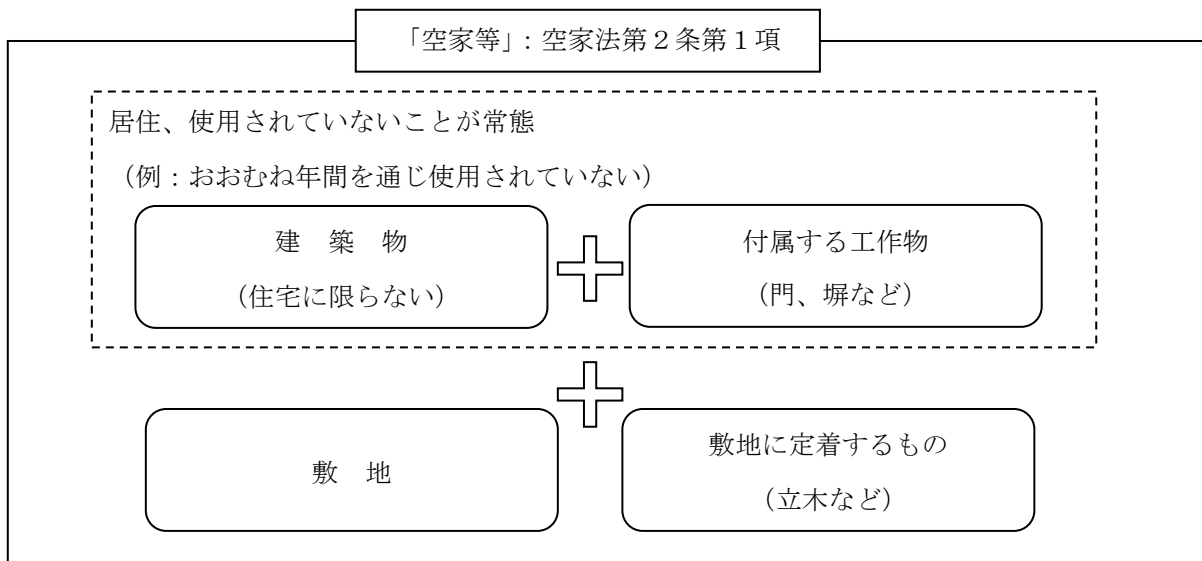 「空家等」：空家法第２条第１項
居住、使用されていないことが常態
（例：おおむね年間を通じ使用されていない）
建　築　物
（住宅に限らない）
付属する工作物
（門、塀など）
敷　地
敷地に定着するもの
（立木など）